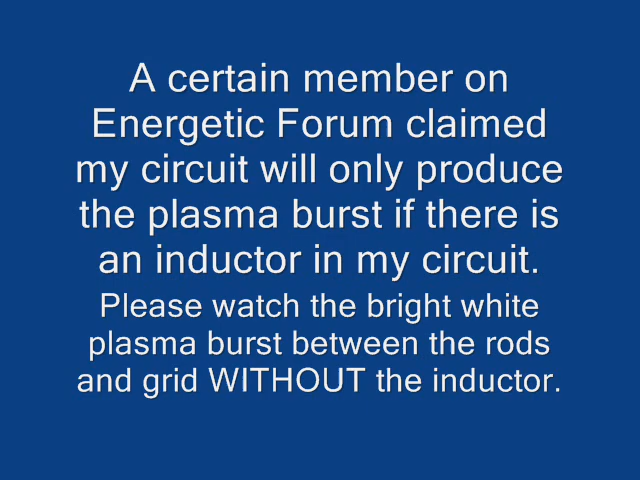 A certain member on
Energetic Forum claimed
my circuit will only produce
the plasma burst if there is
an inductor in my circuit.
Please watch the bright white
plasma burst between the rods
and grid WITHOUT the inductor.